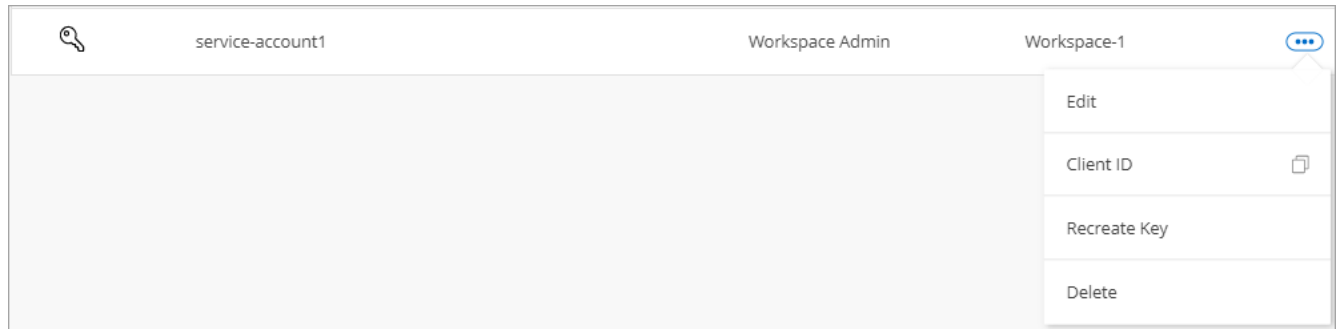 service-account1 Workspace Admin Workspace-1
Edit
Client ID
Recreate Key
Delete